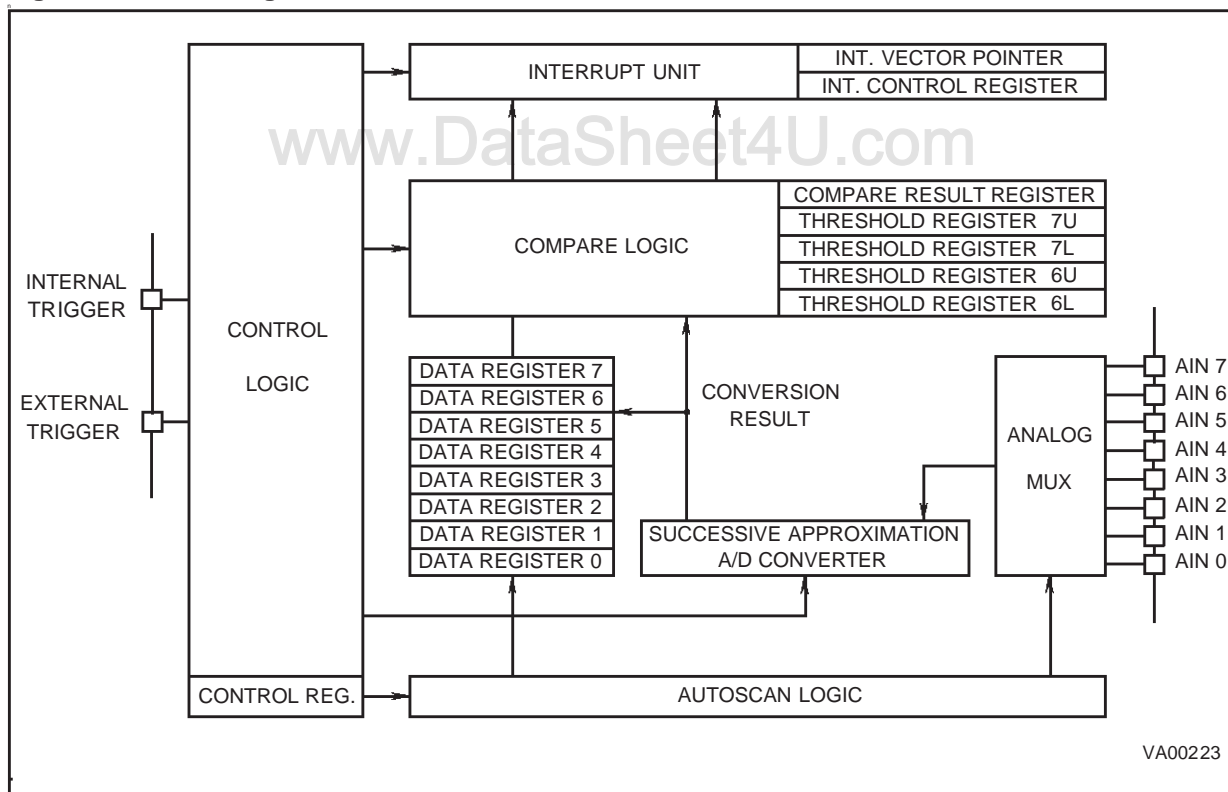 INTERRUPT UNIT
INT. VECTOR POINTER
INT. CONTROL REGISTER
www.DataSheet4U.com
COMPARE LOGIC
COMPARE RESULT REGISTER
THRESHOLD REGISTER 7U
THRESHOLD REGISTER 7L
THRESHOLD REGISTER 6U
THRESHOLD REGISTER 6L
INTERNAL
TRIGGER
EXTERNAL
TRIGGER
CONTROL
LOGIC
CONTROL REG.
DATA REGISTER 7
DATA REGISTER 6
DATA REGISTER 5
DATA REGISTER 4
DATA REGISTER 3
DATA REGISTER 2
DATA REGISTER 1
DATA REGISTER 0
CONVERSION
RESULT
SUCCESSIVE APPROXIMATION
A/D CONVERTER
ANALOG
MUX
AIN 7
AIN 6
AIN 5
AIN 4
AIN 3
AIN 2
AIN 1
AIN 0
AUTOSCAN LOGIC
VA00223